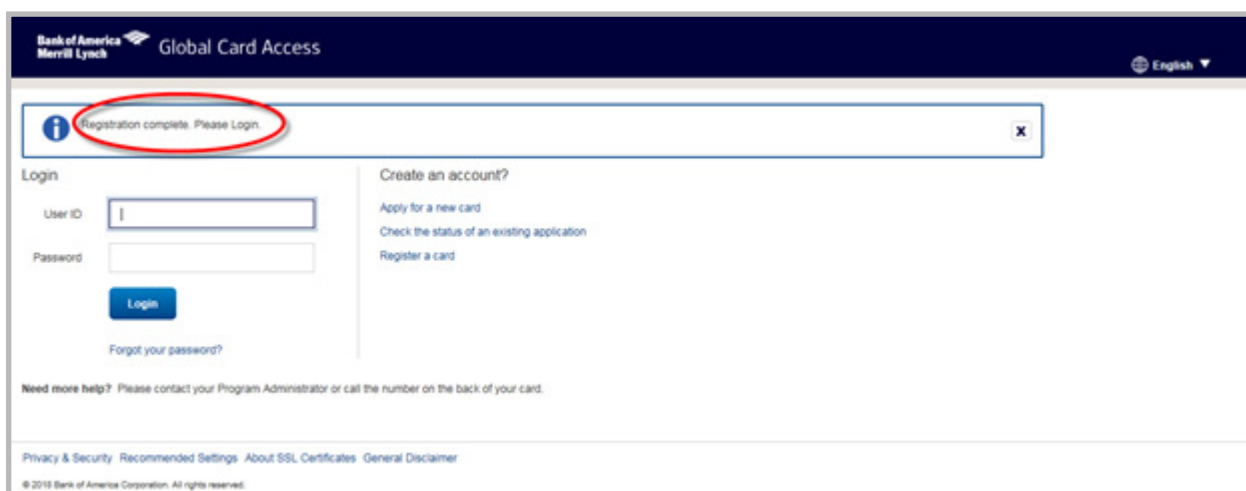 Bank of America
Merrill Lynch
Global Card Access
English
Registration complete. Please Login.
x
Login
Create an account?
User ID
Apply for a new card
Check the status of an existing application
Password
Register a card
Login
Forgot your password?
Need more help? Please contact your Program Administrator or call the number on the back of your card.
Privacy & Security Recommended Settings About SSL Certificates General Disclaimer
© 2018 Bank of America Corporation. All rights reserved.